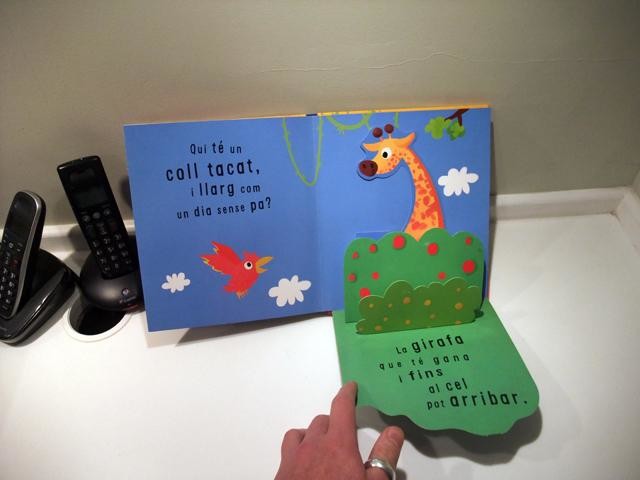 Qui té un
coll tacat,
i llarg com
un dia sense pa?
La girafa
que té gana
i fins
al cel
pot arribar.